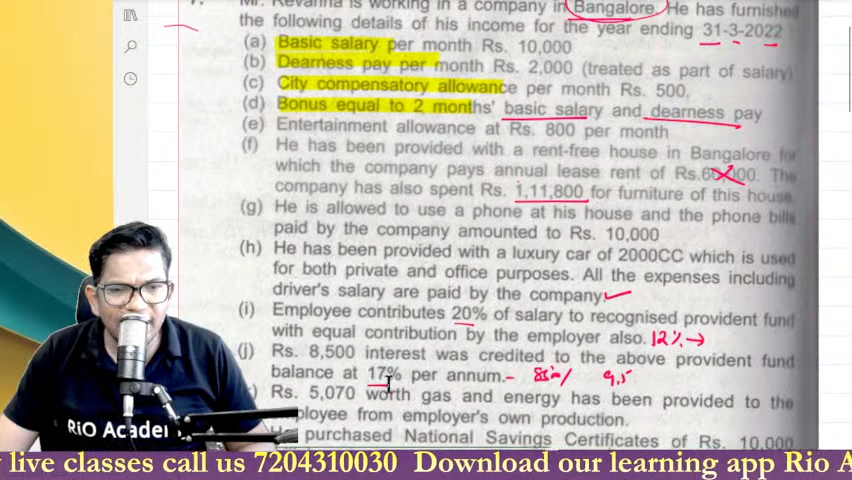 Mr. Revanna is working in a company in Bangalore. He has furnished
the following details of his income for the year ending 31-3-2022
(a) Basic salary per month Rs. 10,000
(b) Dearness pay per month Rs. 2,000 (treated as part of salary)
(c) City compensatory allowance per month Rs. 500.
(d) Bonus equal to 2 months' basic salary and dearness pay
(e) Entertainment allowance at Rs. 800 per month
(f) He has been provided with a rent-free house in Bangalore for
which the company pays annual lease rent of The
company has also spent Rs. 1,11,800 for furniture of this house.
(g) He is allowed to use a phone at his house and the phone bills
paid by the company amounted to Rs. 10,000
(h) He has been provided with a luxury car of 2000CC which is used
for both private and office purposes. All the expenses including
driver's salary are paid by the company.
(i) Employee contributes 20% of salary to recognised provident fund
with equal contribution by the employer also. 12% →
(j) Rs. 8,500 interest was credited to the above provident fund
balance at 17% per annum. 9.5
Rs. 5,070 worth gas and energy has been provided to the
ployee from employer's own production.
purchased National Savings Certificates of Rs. 10,000
RiO Academ
live classes call us 7204310030 Download our learning app Rio A